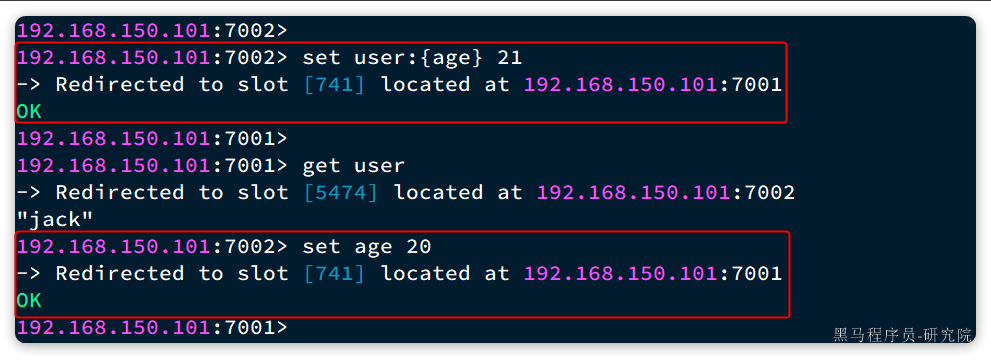 192.168.150.101:7002>
192.168.150.101:7002> set user:{age} 21
-> Redirected to slot [741] located at 192.168.150.101:7001
OK
192.168.150.101:7001>
192.168.150.101:7001> get user
-> Redirected to slot [5474] located at 192.168.150.101:7002
"jack"
192.168.150.101:7002> set age 20
-> Redirected to slot [741] located at 192.168.150.101:7001
OK
192.168.150.101:7001>
黑马程序员-研究院